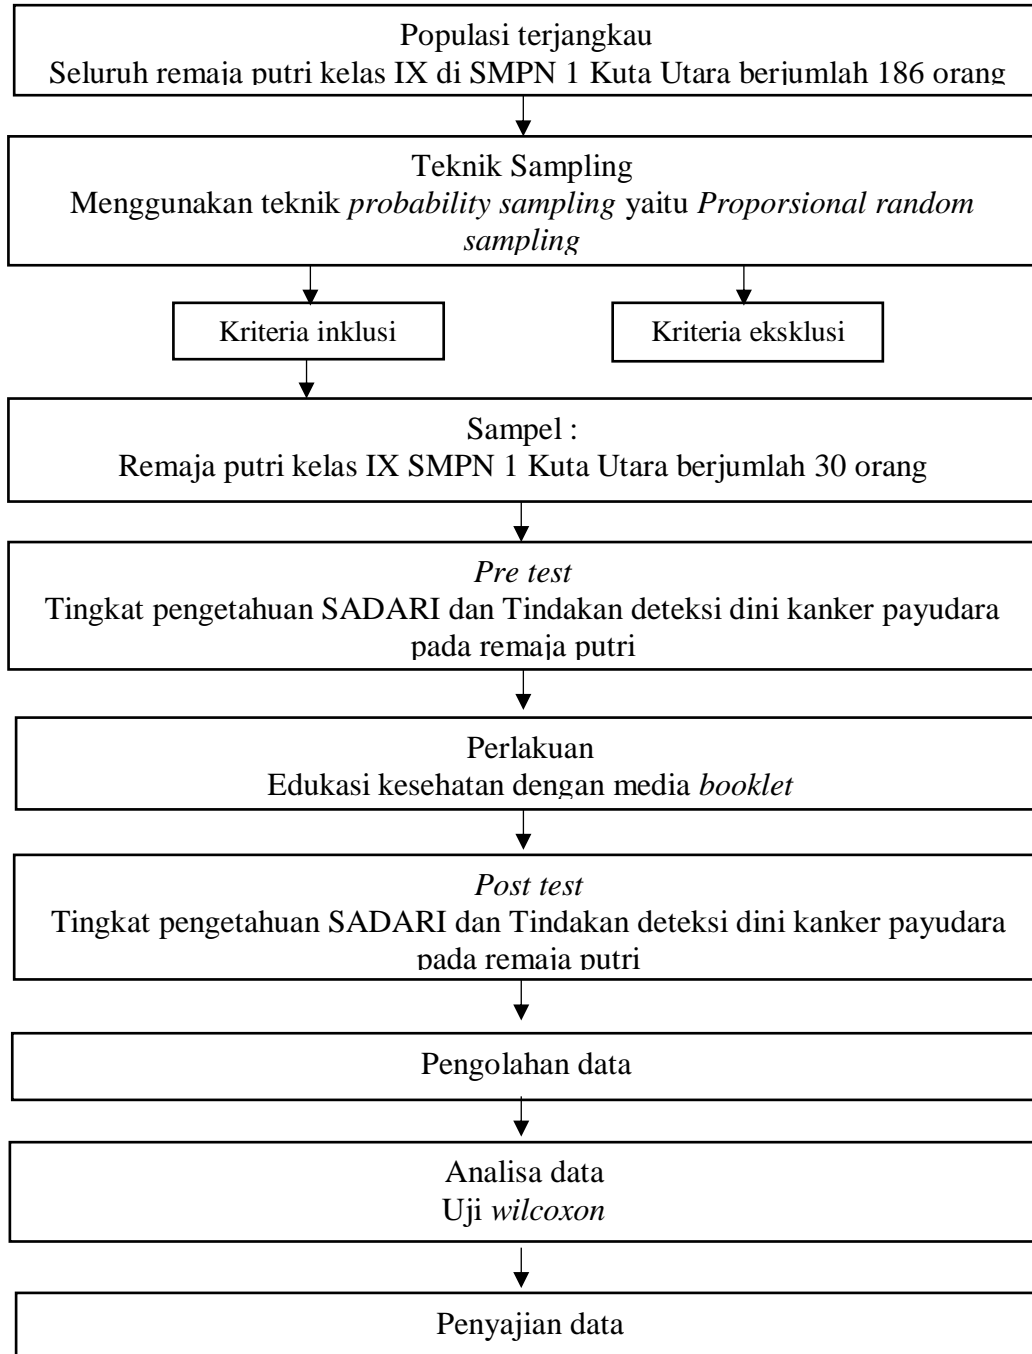 Populasi terjangkau
Seluruh remaja putri kelas IX di SMPN 1 Kuta Utara berjumlah 186 orang
Teknik Sampling
Menggunakan teknik probability sampling yaitu Proporsional random
sampling
Kriteria inklusi
Kriteria eksklusi
Sampel :
Remaja putri kelas IX SMPN 1 Kuta Utara berjumlah 30 orang
Pre test
Tingkat pengetahuan SADARI dan Tindakan deteksi dini kanker payudara
pada remaja putri
Perlakuan
Edukasi kesehatan dengan media booklet
Post test
Tingkat pengetahuan SADARI dan Tindakan deteksi dini kanker payudara
pada remaja putri
Pengolahan data
Analisa data
Uji wilcoxon
Penyajian data